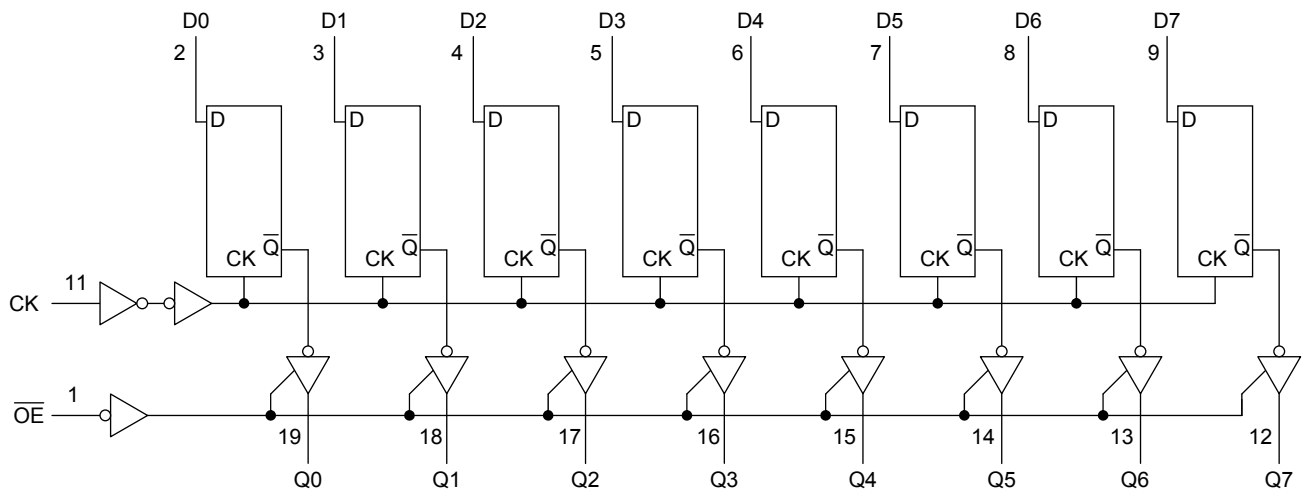 D0 D1 D2 D3 D4 D5 D6 D7
2 3 4 5 6 7 8 9
D D D D D D D D
Q̅ Q̅ Q̅ Q̅ Q̅ Q̅ Q̅ Q̅
CK CK CK CK CK CK CK CK
11
CK
1
O̅E̅
19 18 17 16 15 14 13 12
Q0 Q1 Q2 Q3 Q4 Q5 Q6 Q7